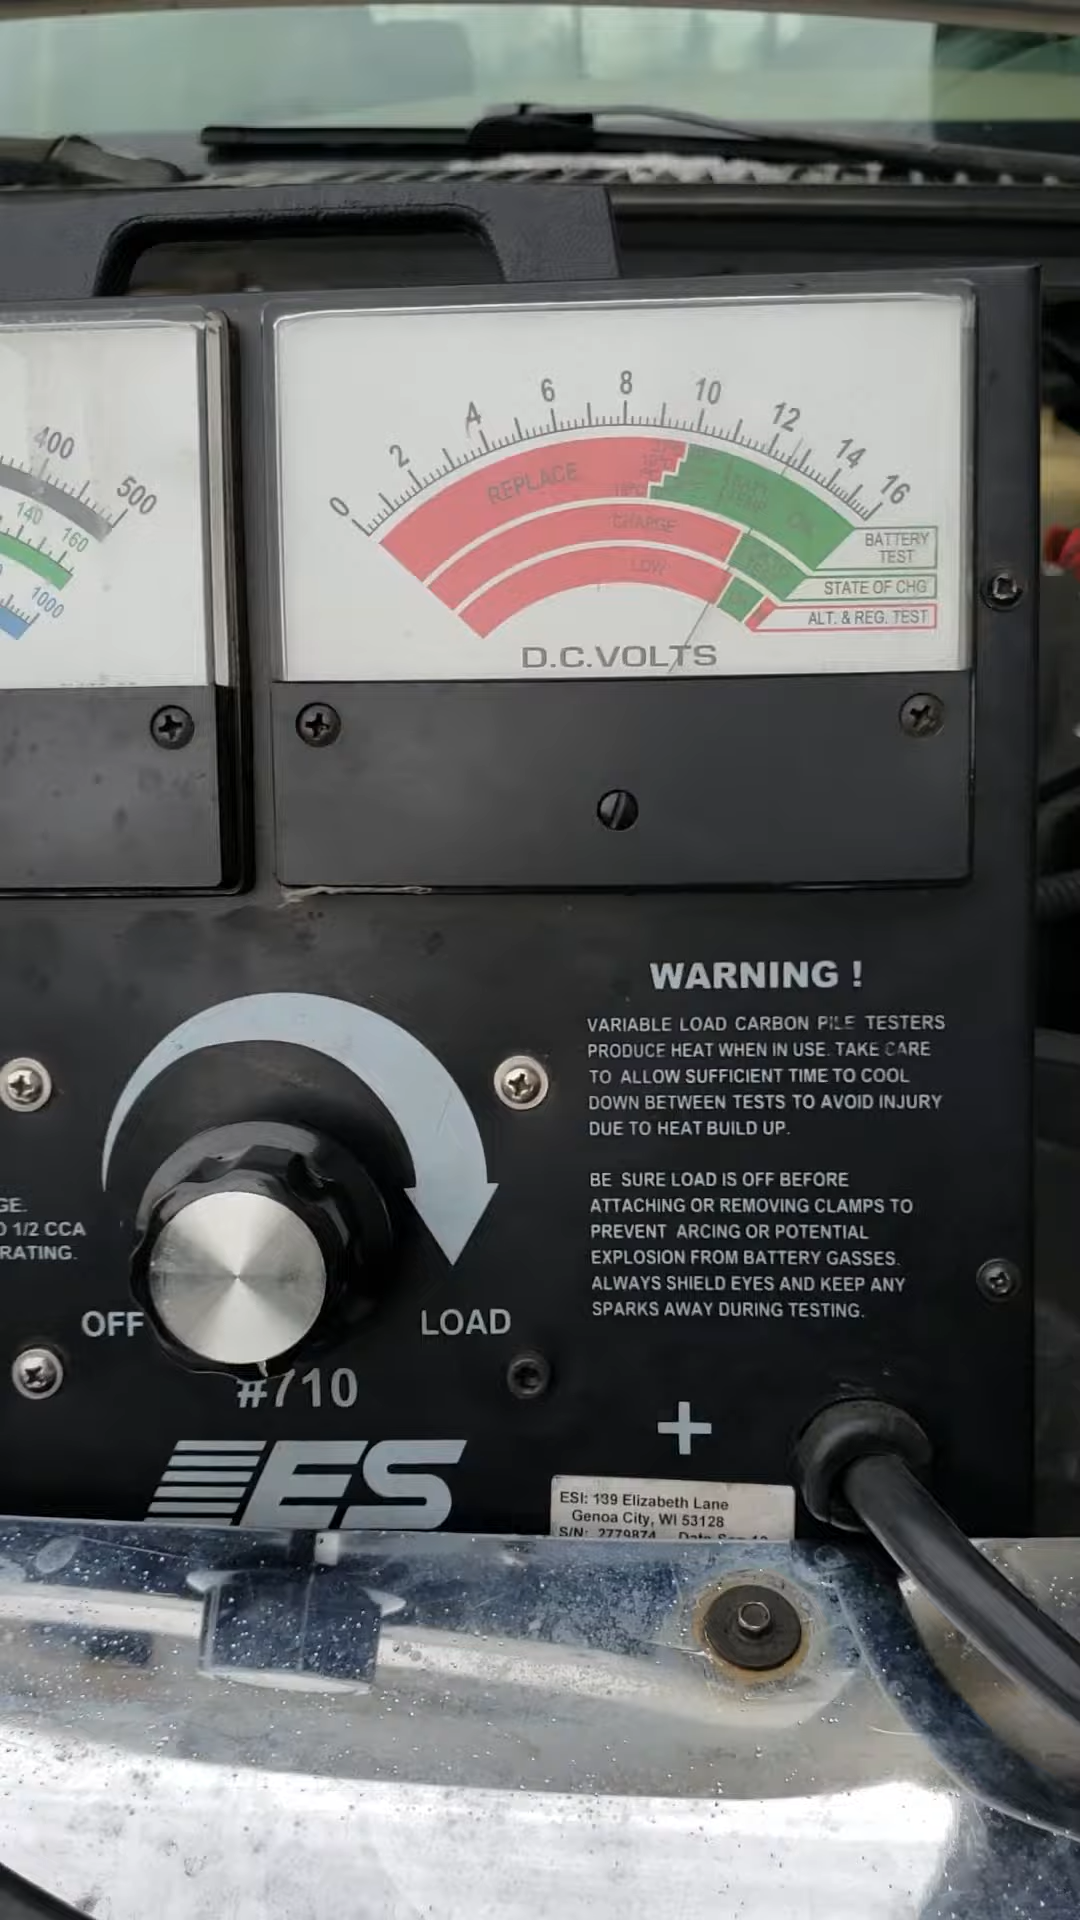 0 2 4 6 8 10 12 14 16
REPLACE
OK
CHARGE
LOW
BATTERY
TEST
STATE OF CHG
ALT. & REG. TEST
D.C.VOLTS
400
500
140
160
1000
WARNING !
VARIABLE LOAD CARBON PILE TESTERS
PRODUCE HEAT WHEN IN USE. TAKE CARE
TO ALLOW SUFFICIENT TIME TO COOL
DOWN BETWEEN TESTS TO AVOID INJURY
DUE TO HEAT BUILD UP.
BE SURE LOAD IS OFF BEFORE
ATTACHING OR REMOVING CLAMPS TO
PREVENT ARCING OR POTENTIAL
EXPLOSION FROM BATTERY GASSES.
ALWAYS SHIELD EYES AND KEEP ANY
SPARKS AWAY DURING TESTING.
GE.
1/2 CCA
RATING.
OFF
LOAD
#710
+
ES
ESI: 139 Elizabeth Lane
Genoa City, WI 53128
S/N: 2779874 Date